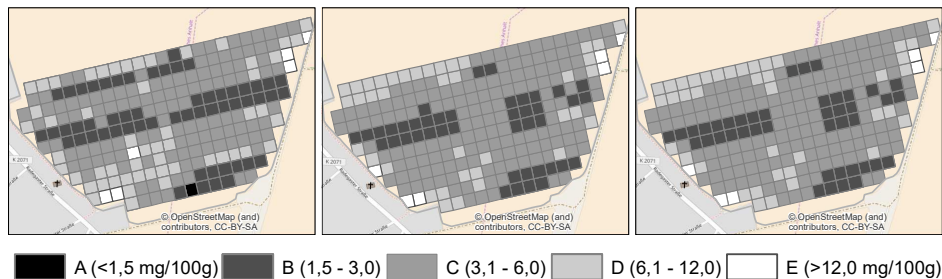 K 2071
© OpenStreetMap (and)
contributors, CC-BY-SA
K 2071
© OpenStreetMap (and)
contributors, CC-BY-SA
K 2071
© OpenStreetMap (and)
contributors, CC-BY-SA
A (<1,5 mg/100g)
B (1,5 - 3,0)
C (3,1 - 6,0)
D (6,1 - 12,0)
E (>12,0 mg/100g)